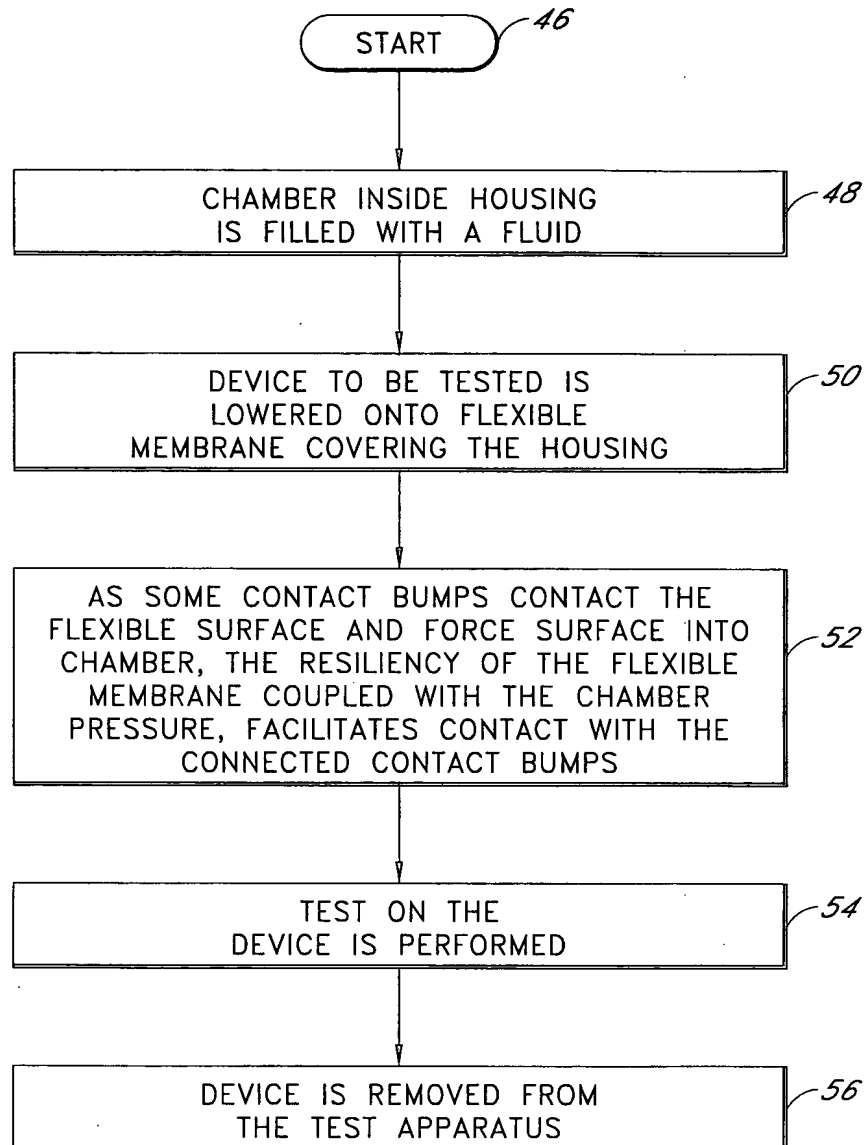 START
46
CHAMBER INSIDE HOUSING
IS FILLED WITH A FLUID
48
DEVICE TO BE TESTED IS
LOWERED ONTO FLEXIBLE
MEMBRANE COVERING THE HOUSING
50
AS SOME CONTACT BUMPS CONTACT THE
FLEXIBLE SURFACE AND FORCE SURFACE INTO
CHAMBER, THE RESILIENCY OF THE FLEXIBLE
MEMBRANE COUPLED WITH THE CHAMBER
PRESSURE, FACILITATES CONTACT WITH THE
CONNECTED CONTACT BUMPS
52
TEST ON THE
DEVICE IS PERFORMED
54
DEVICE IS REMOVED FROM
THE TEST APPARATUS
56